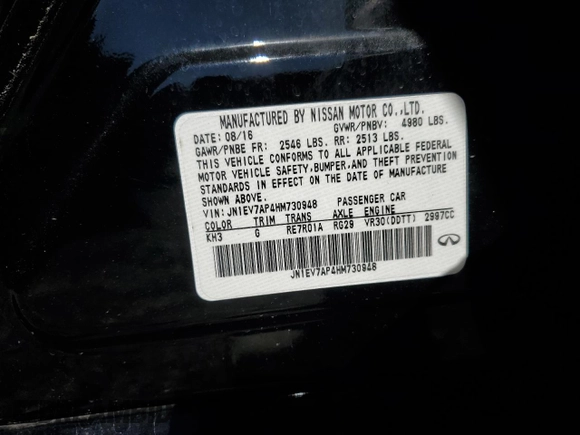 MANUFACTURED BY NISSAN MOTOR CO.,LTD.
DATE: 08/16 GVWR/PNBV: 4980 LBS.
GAWR/PNBE FR: 2546 LBS. RR: 2513 LBS.
THIS VEHICLE CONFORMS TO ALL APPLICABLE FEDERAL
MOTOR VEHICLE SAFETY,BUMPER,AND THEFT PREVENTION
STANDARDS IN EFFECT ON THE DATE OF MANUFACTURE
SHOWN ABOVE.
VIN: JN1EV7AP4HM730948 PASSENGER CAR
COLOR TRIM TRANS AXLE ENGINE
KH3 G RE7R01A RG29 VR30(DDTT) 2997CC
JN1EV7AP4HM730948